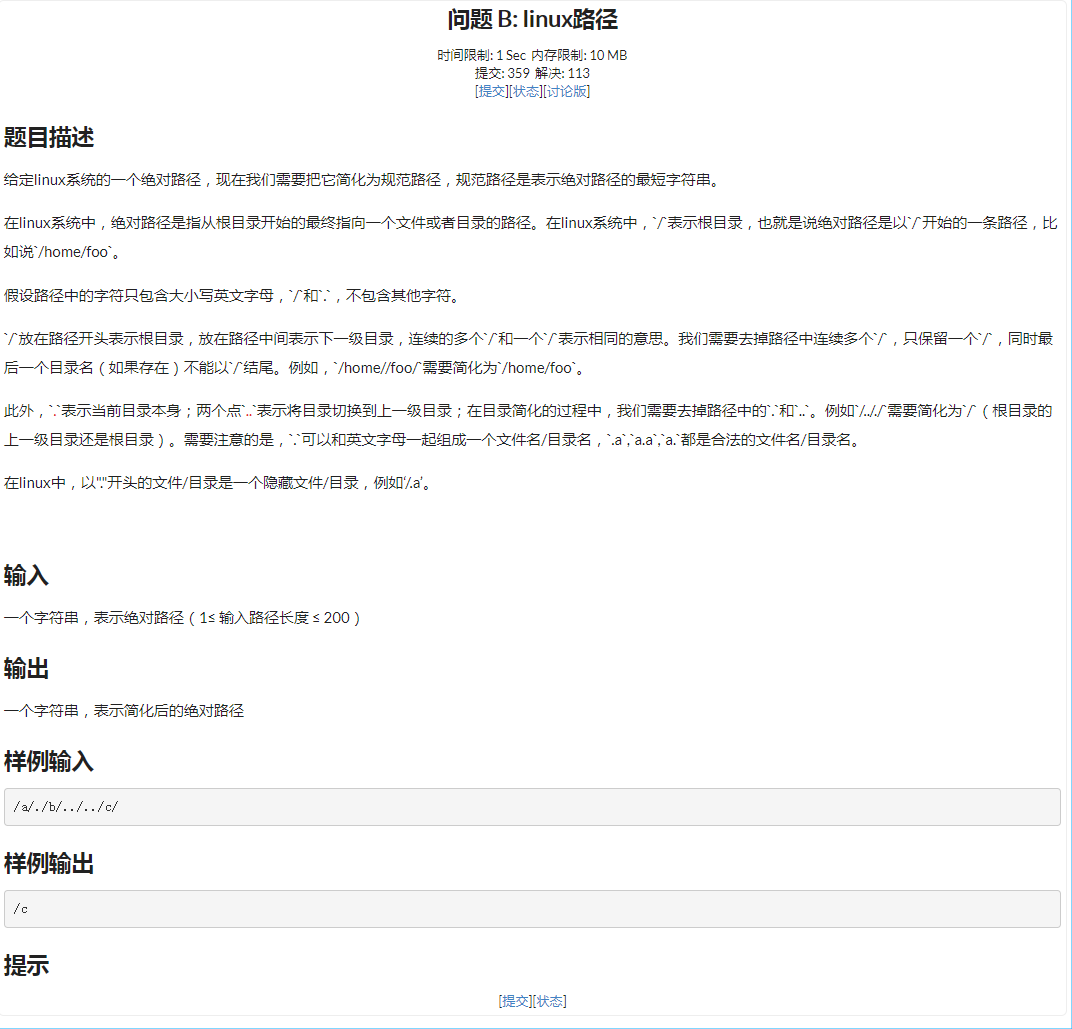 问题 B: linux路径
时间限制: 1 Sec 内存限制: 10 MB
提交: 359 解决: 113
[提交][状态][讨论版]
题目描述
给定linux系统的一个绝对路径，现在我们需要把它简化为规范路径，规范路径是表示绝对路径的最短字符串。
在linux系统中，绝对路径是指从根目录开始的最终指向一个文件或者目录的路径。在linux系统中，`/`表示根目录，也就是说绝对路径是以`/`开始的一条路径，比
如说`/home/foo`。
假设路径中的字符只包含大小写英文字母，`/`和`.`，不包含其他字符。
`/`放在路径开头表示根目录，放在路径中间表示下一级目录，连续的多个`/`和一个`/`表示相同的意思。我们需要去掉路径中连续多个`/`，只保留一个`/`，同时最
后一个目录名（如果存在）不能以`/`结尾。例如，`/home//foo/`需要简化为`/home/foo`。
此外，`.`表示当前目录本身；两个点`..`表示将目录切换到上一级目录；在目录简化的过程中，我们需要去掉路径中的`.`和`..`。例如`/../././`需要简化为`/`（根目录的
上一级目录还是根目录）。需要注意的是，`.`可以和英文字母一起组成一个文件名/目录名，`.a`,`a.a`,`a.`都是合法的文件名/目录名。
在linux中，以"."开头的文件/目录是一个隐藏文件/目录，例如'/.a'。
输入
一个字符串，表示绝对路径（1≤ 输入路径长度 ≤ 200）
输出
一个字符串，表示简化后的绝对路径
样例输入
/a/./b/../../c/
样例输出
/c
提示
[提交][状态]